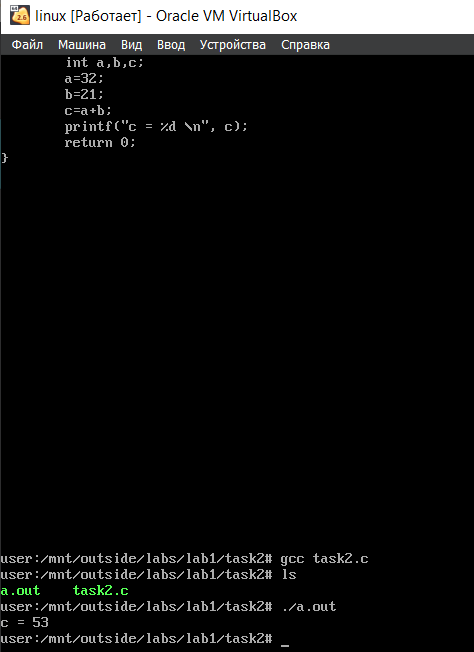 2.6
linux [Работает] - Oracle VM VirtualBox
Файл Машина Вид Ввод Устройства Справка
int a,b,c;
a=32;
b=21;
c=a+b;
printf("c = %d \n", c);
return 0;
}
user:/mnt/outside/labs/lab1/task2# gcc task2.c
user:/mnt/outside/labs/lab1/task2# ls
a.out task2.c
user:/mnt/outside/labs/lab1/task2# ./a.out
c = 53
user:/mnt/outside/labs/lab1/task2# _